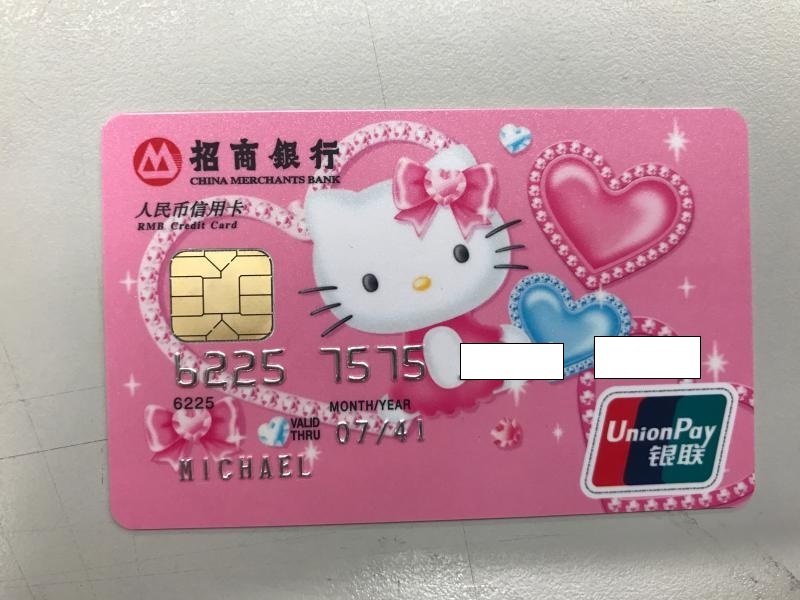 招商銀行
CHINA MERCHANTS BANK
人民币信用卡
RMB Credit Card
6225 7575
6225
MONTH/YEAR
VALID THRU 07/41
MICHAEL
UnionPay
银联